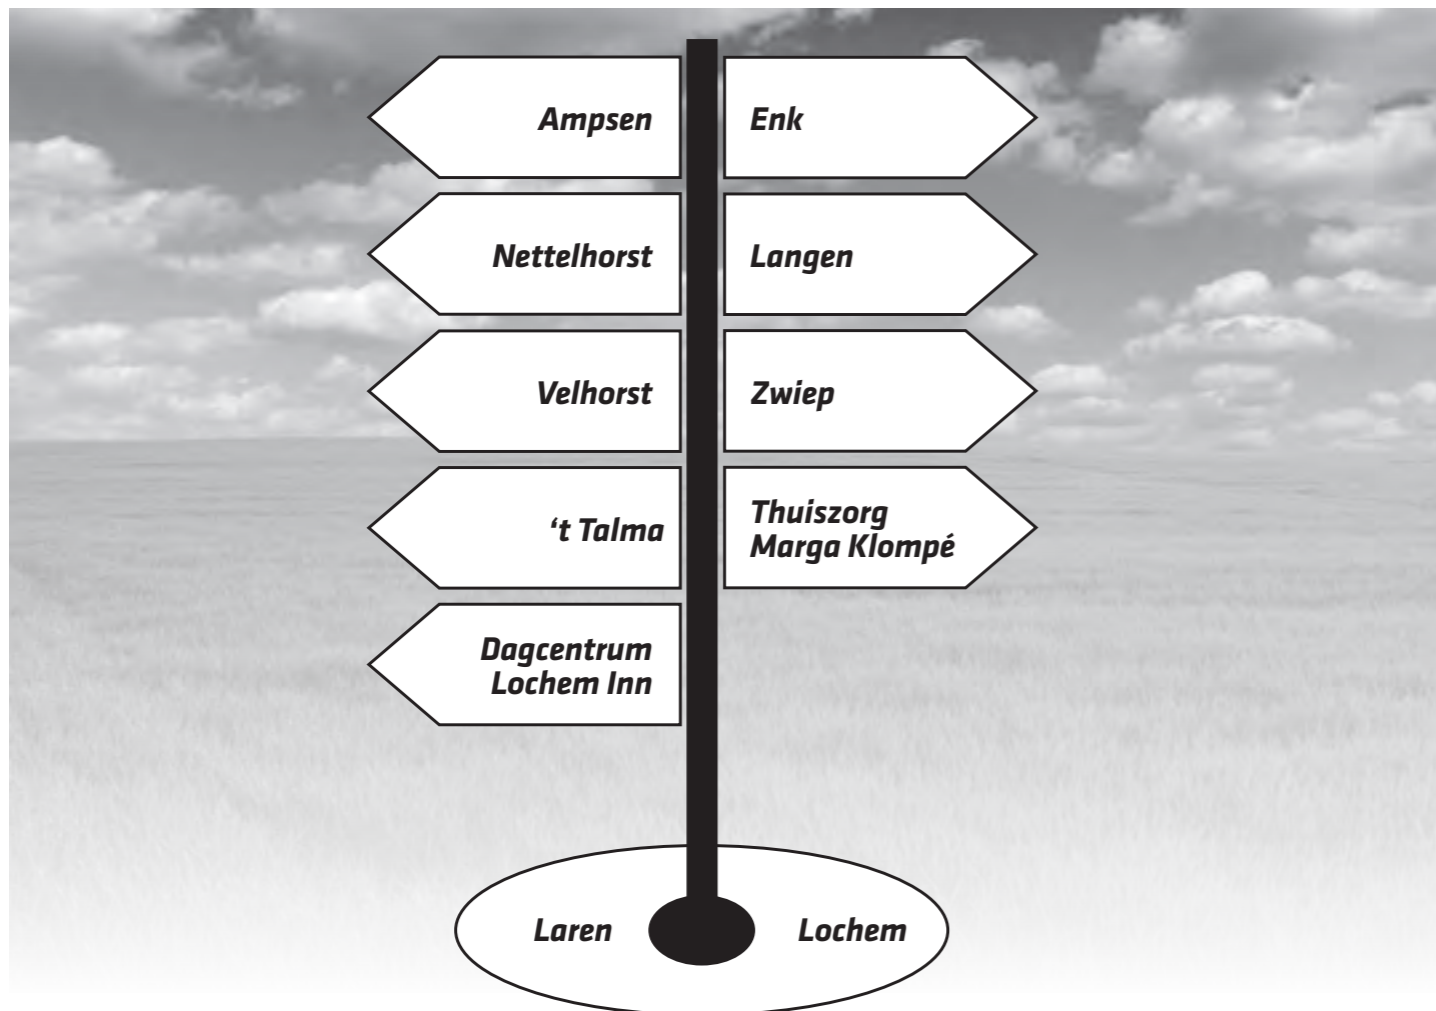 Ampsen
Enk
Nettelhorst
Langen
Velhorst
Zwiep
‘t Talma
Thuiszorg
Marga Klompé
Dagcentrum
Lochem Inn
Laren
Lochem